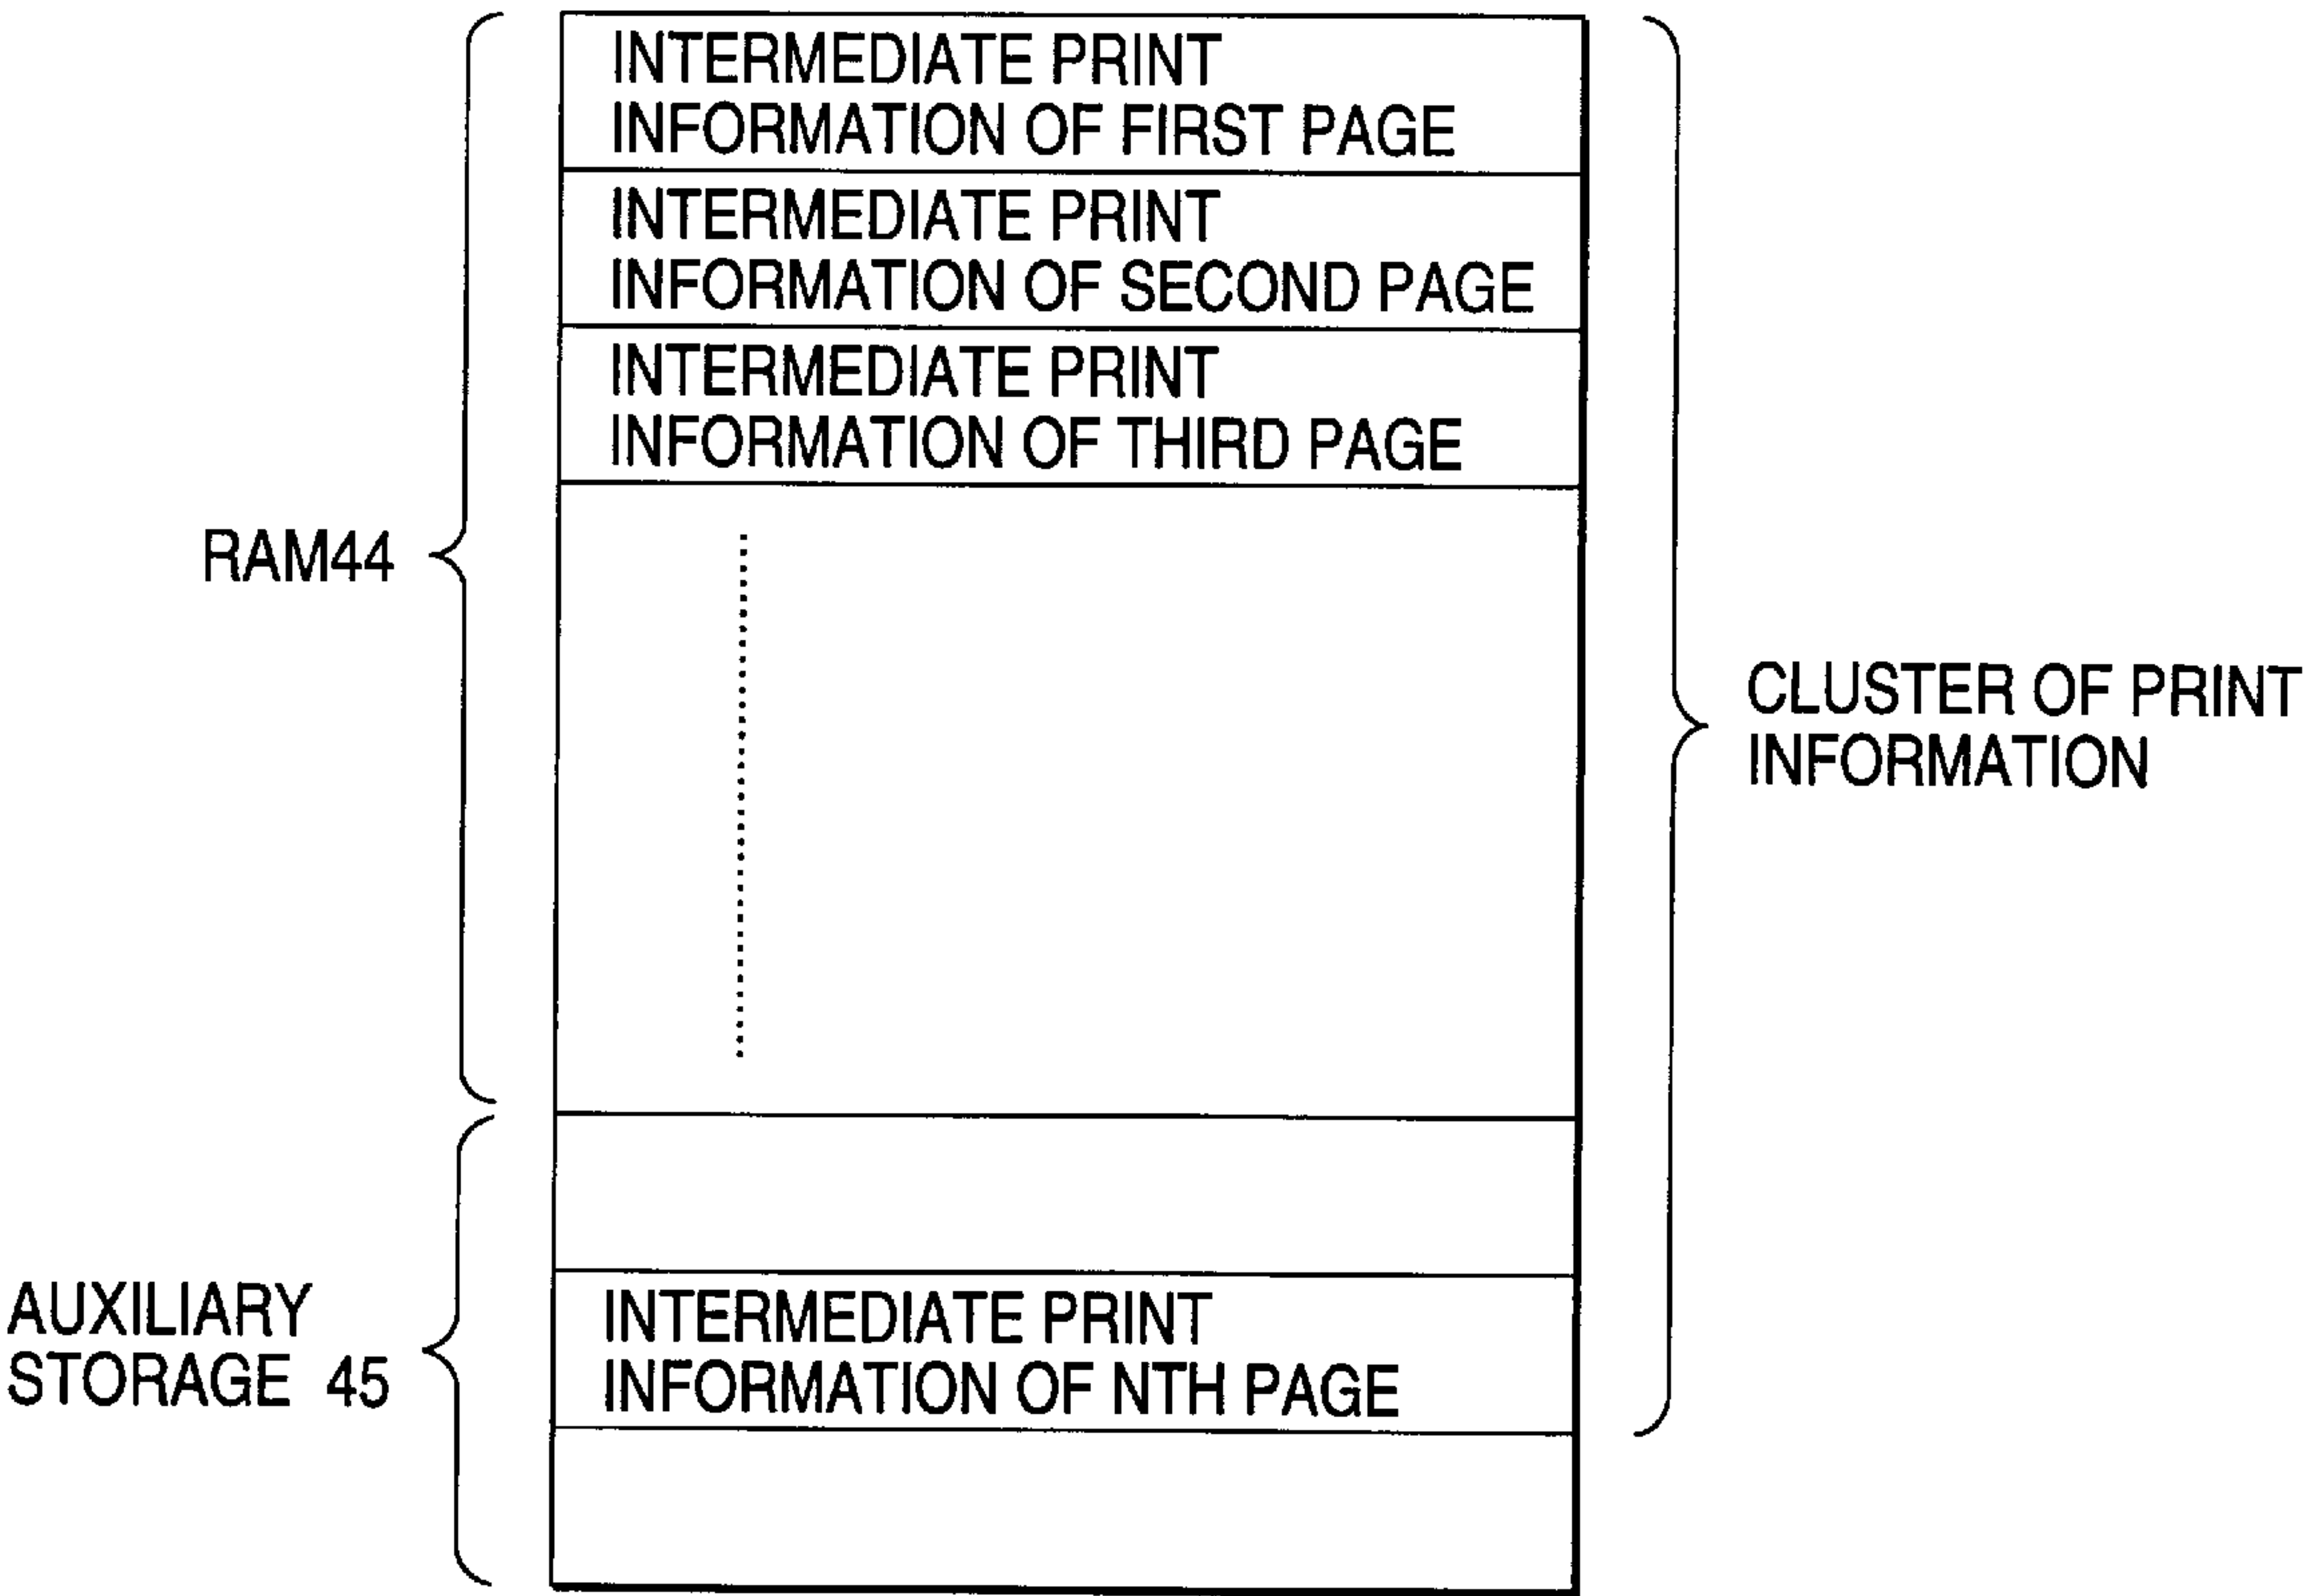 INTERMEDIATE PRINT
INFORMATION OF FIRST PAGE
INTERMEDIATE PRINT
INFORMATION OF SECOND PAGE
INTERMEDIATE PRINT
INFORMATION OF THIRD PAGE
RAM44
CLUSTER OF PRINT
INFORMATION
AUXILIARY
STORAGE 45
INTERMEDIATE PRINT
INFORMATION OF NTH PAGE